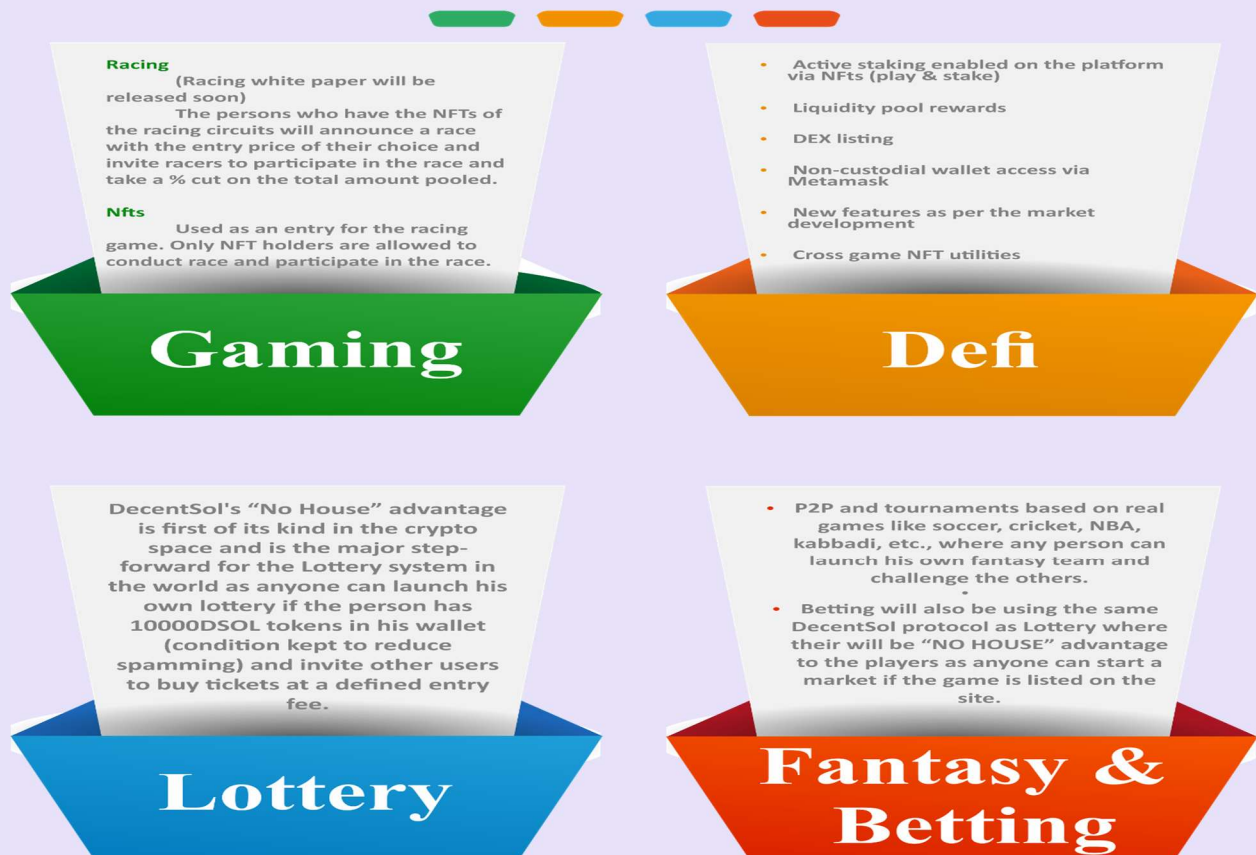 Racing
(Racing white paper will be
released soon)
The persons who have the NFTs of
the racing circuits will announce a race
with the entry price of their choice and
invite racers to participate in the race and
take a % cut on the total amount pooled.
Nfts
Used as an entry for the racing
game. Only NFT holders are allowed to
conduct race and participate in the race.
Gaming
• Active staking enabled on the platform
via NFts (play & stake)
• Liquidity pool rewards
• DEX listing
• Non-custodial wallet access via
Metamask
• New features as per the market
development
• Cross game NFT utilities
Defi
DecentSol's “No House” advantage
is first of its kind in the crypto
space and is the major step-
forward for the Lottery system in
the world as anyone can launch his
own lottery if the person has
10000DSOL tokens in his wallet
(condition kept to reduce
spamming) and invite other users
to buy tickets at a defined entry
fee.
Lottery
• P2P and tournaments based on real
games like soccer, cricket, NBA,
kabbadi, etc., where any person can
launch his own fantasy team and
challenge the others.
•
• Betting will also be using the same
DecentSol protocol as Lottery where
their will be “NO HOUSE” advantage
to the players as anyone can start a
market if the game is listed on the
site.
Fantasy &
Betting